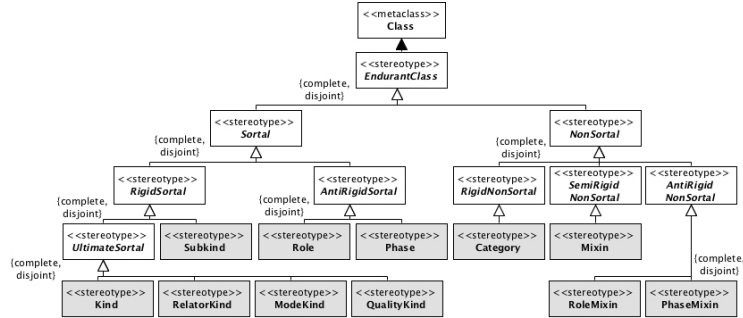 <<metaclass>>
Class
<<stereotype>>
EndurantClass
{complete,
disjoint}
<<stereotype>>
Sortal
<<stereotype>>
NonSortal
{complete,
disjoint}
{complete,
disjoint}
<<stereotype>>
RigidSortal
<<stereotype>>
AntiRigidSortal
<<stereotype>>
RigidNonSortal
<<stereotype>>
SemiRigid
NonSortal
<<stereotype>>
AntiRigid
NonSortal
{complete,
disjoint}
<<stereotype>>
UltimateSortal
<<stereotype>>
Subkind
<<stereotype>>
Role
<<stereotype>>
Phase
<<stereotype>>
Category
<<stereotype>>
Mixin
{complete,
disjoint}
{complete,
disjoint}
<<stereotype>>
Kind
<<stereotype>>
RelatorKind
<<stereotype>>
ModeKind
<<stereotype>>
QualityKind
<<stereotype>>
RoleMixin
<<stereotype>>
PhaseMixin